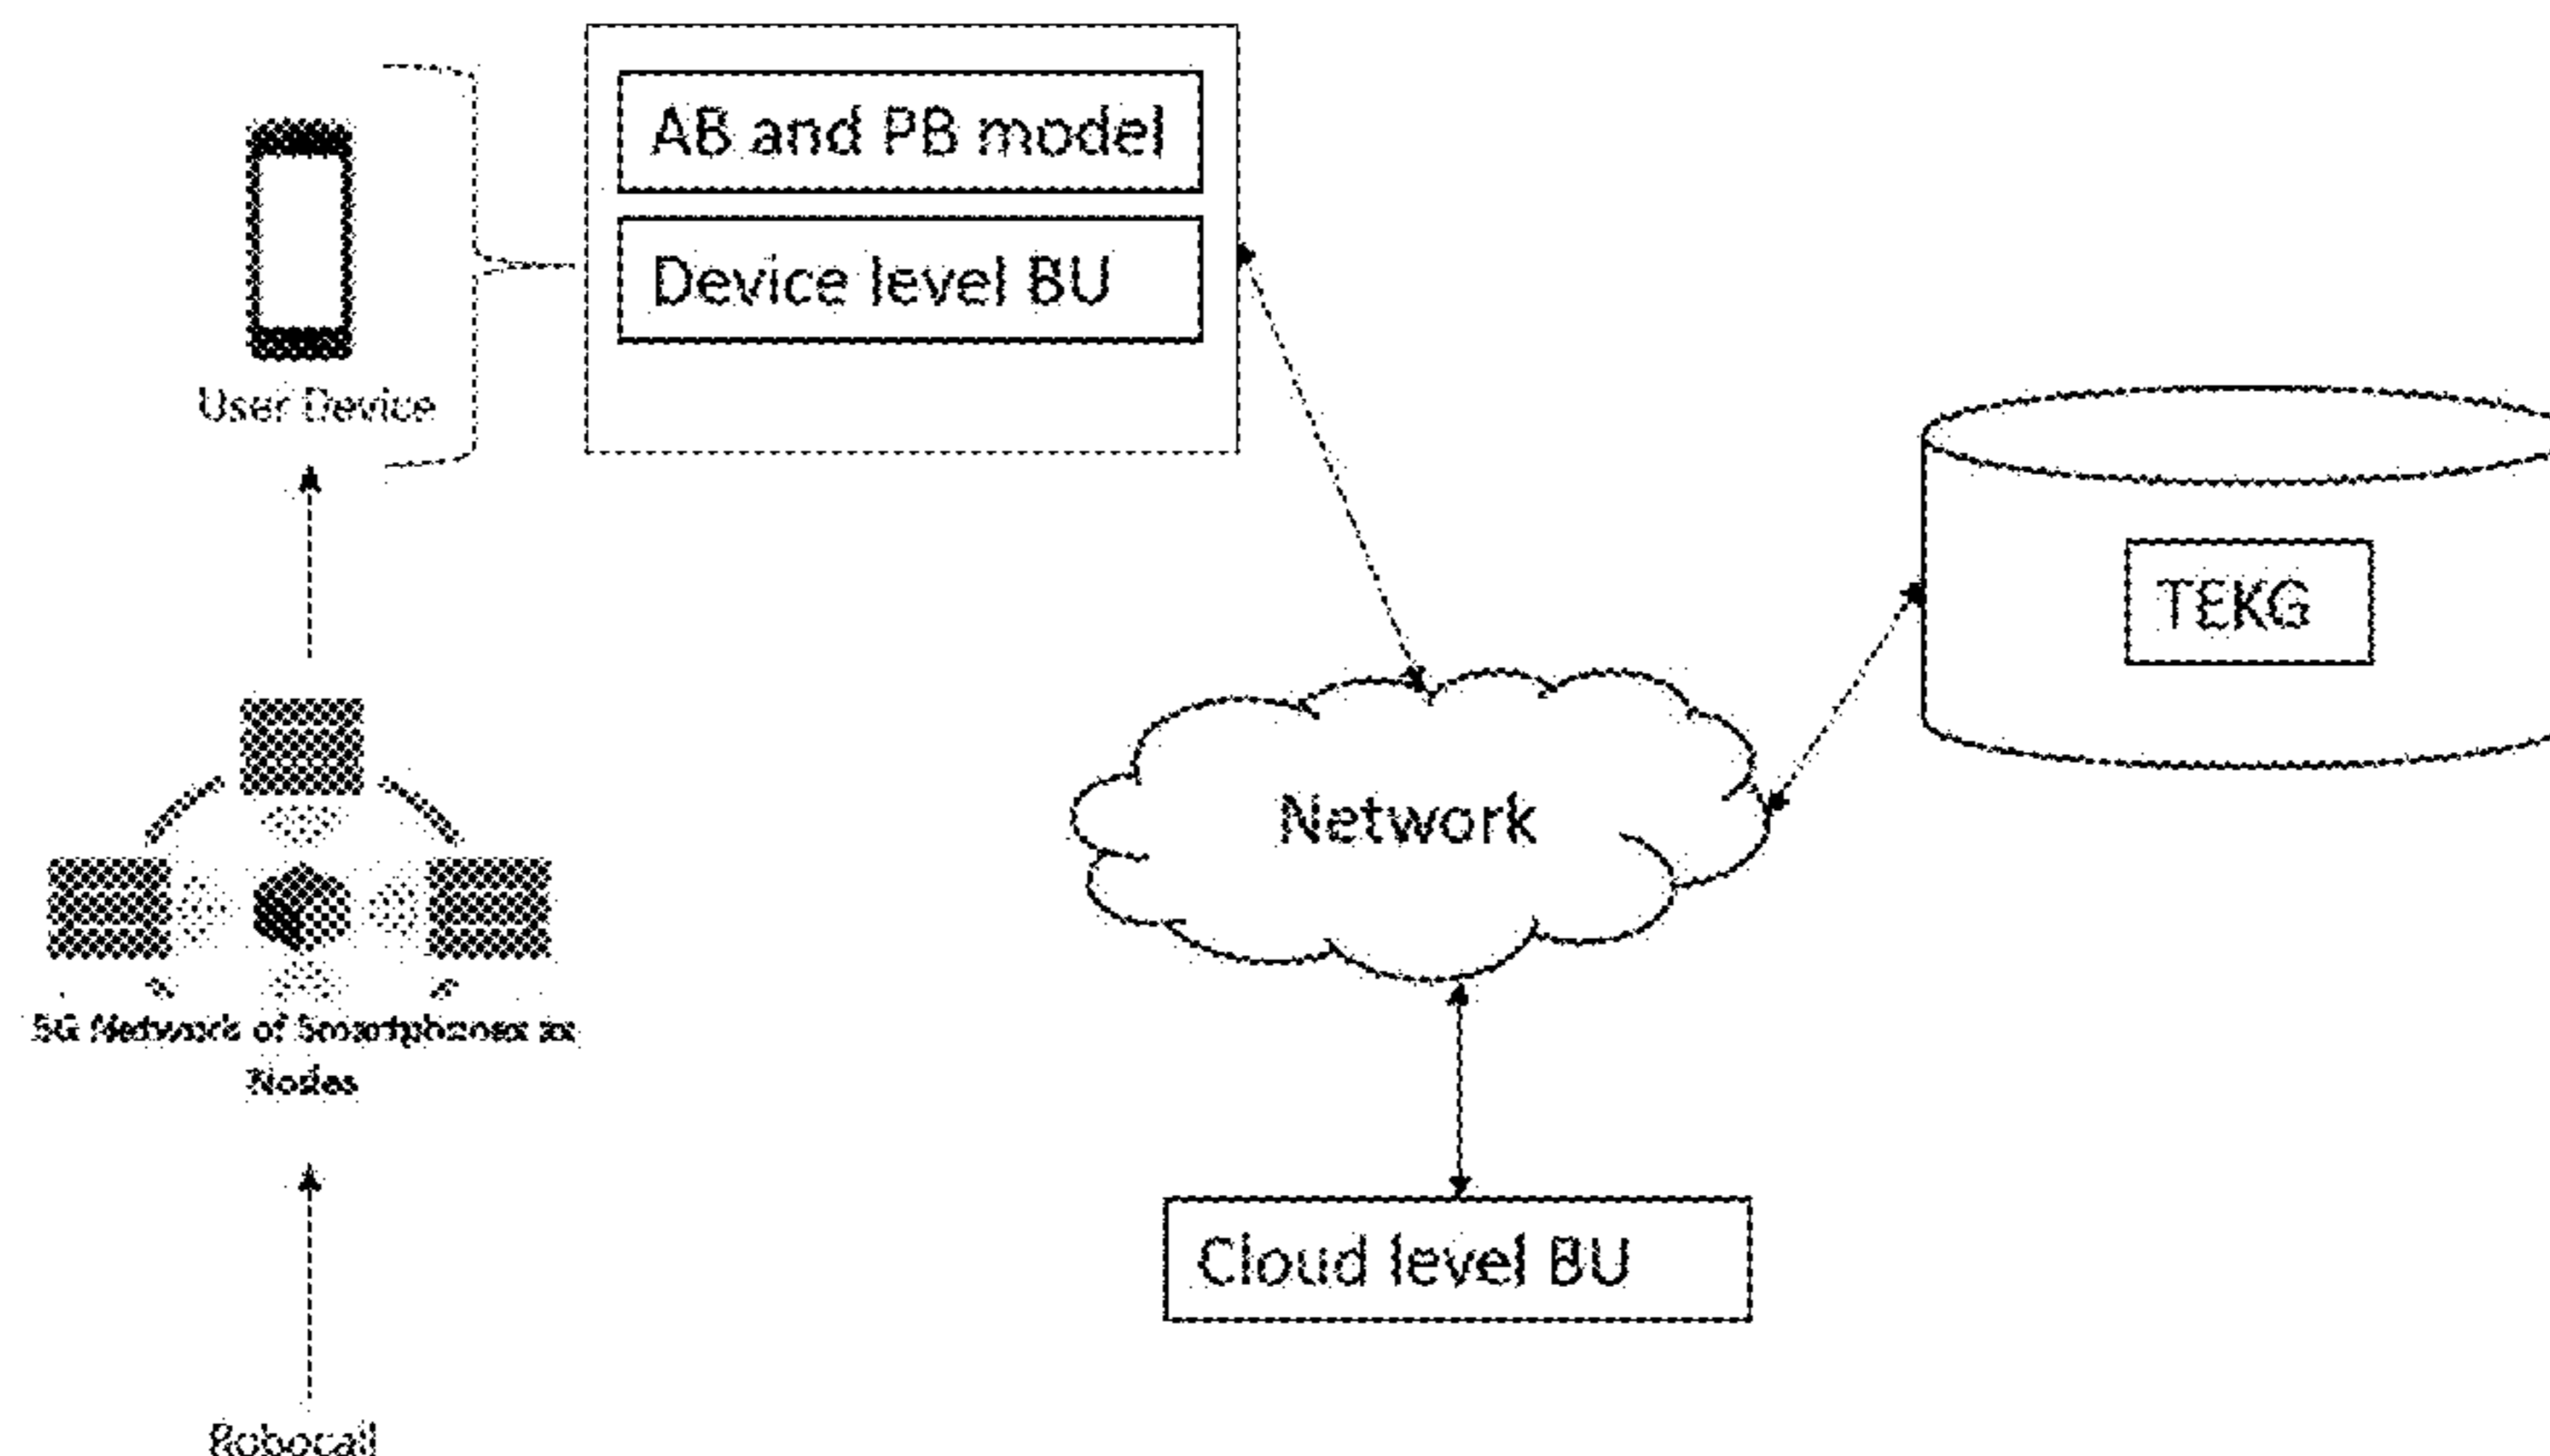 AB and PB model
Device level BU
User Device
TEKG
Network
5G Network of Smartphones as
Nodes
Cloud level BU
Robocall